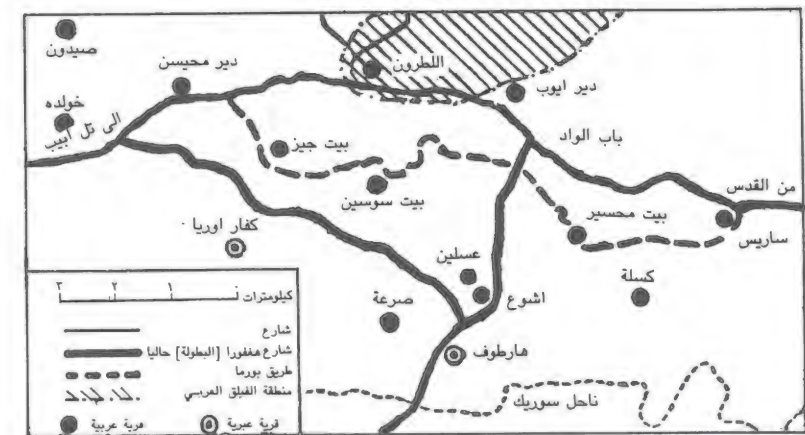 صيدون
دير محيسن
اللطرون
دير ايوب
خولده
الى تل ابيب
بيت جيز
باب الواد
من القدس
بيت سوسين
بيت محسير
ساريس
كفار اوريا
عسلين
كسلة
اشوع
صرعة
هارطوف
ناحل سوريك
٣ ٢ ١ ٠
كيلومترات
شارع
شارع هغفورا [البطولة] حاليا
طريق بورما
منطقة الفيلق العربي
قرية عبرية
قرية عربية